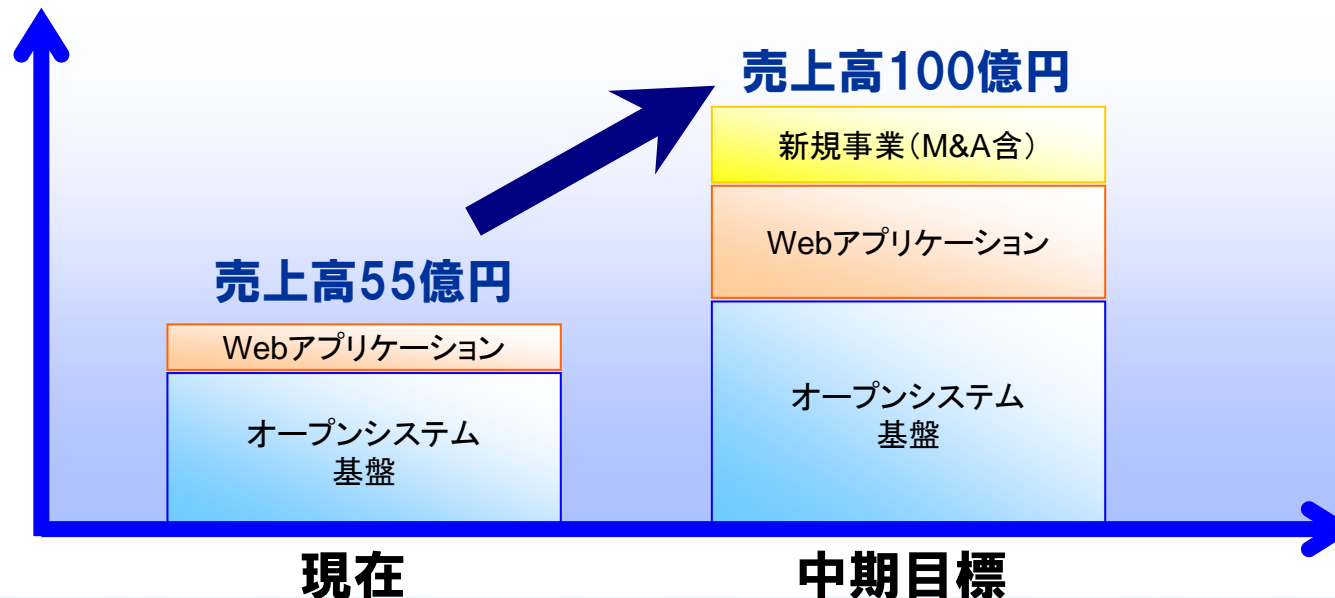 売上高100億円
新規事業(M&A含)
Webアプリケーション
オープンシステム
基盤
売上高55億円
Webアプリケーション
オープンシステム
基盤
現在
中期目標